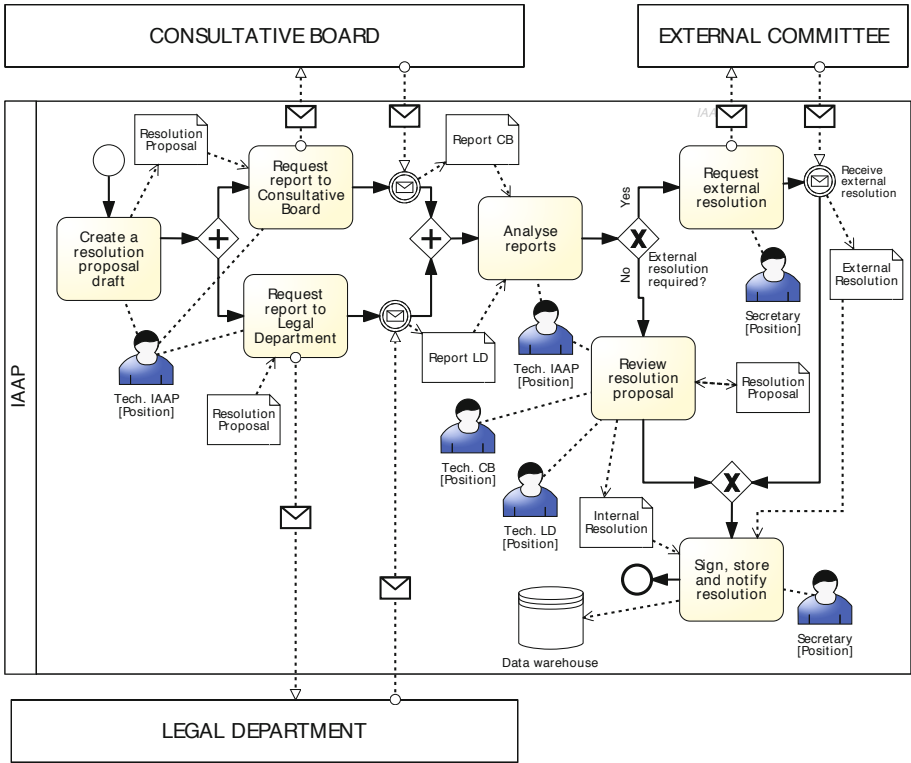 CONSULTATIVE BOARD
EXTERNAL COMMITTEE
IAAP
Resolution
Proposal
Report CB
Request
report to
Consultative
Board
Request
external
resolution
Receive
external
resolution
Create a
resolution
proposal
draft
Analyse
reports
Yes
No
External
resolution
required?
External
Resolution
Request
report to
Legal
Department
Report LD
Secretary
[Position]
Tech. IAAP
[Position]
Tech. IAAP
[Position]
Resolution
Proposal
Review
resolution
proposal
Resolution
Proposal
Tech. CB
[Position]
Tech. LD
[Position]
Internal
Resolution
Sign, store
and notify
resolution
Secretary
[Position]
Data warehouse
LEGAL DEPARTMENT